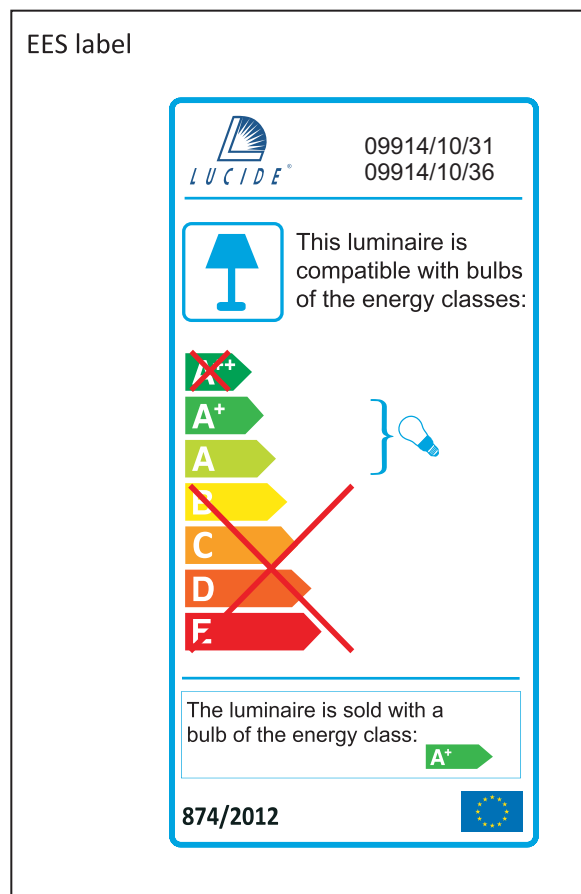 EES label
LUCIDE®
09914/10/31
09914/10/36
This luminaire is
compatible with bulbs
of the energy classes:
A++
A+
A
B
C
D
E
The luminaire is sold with a
bulb of the energy class:
A+
874/2012